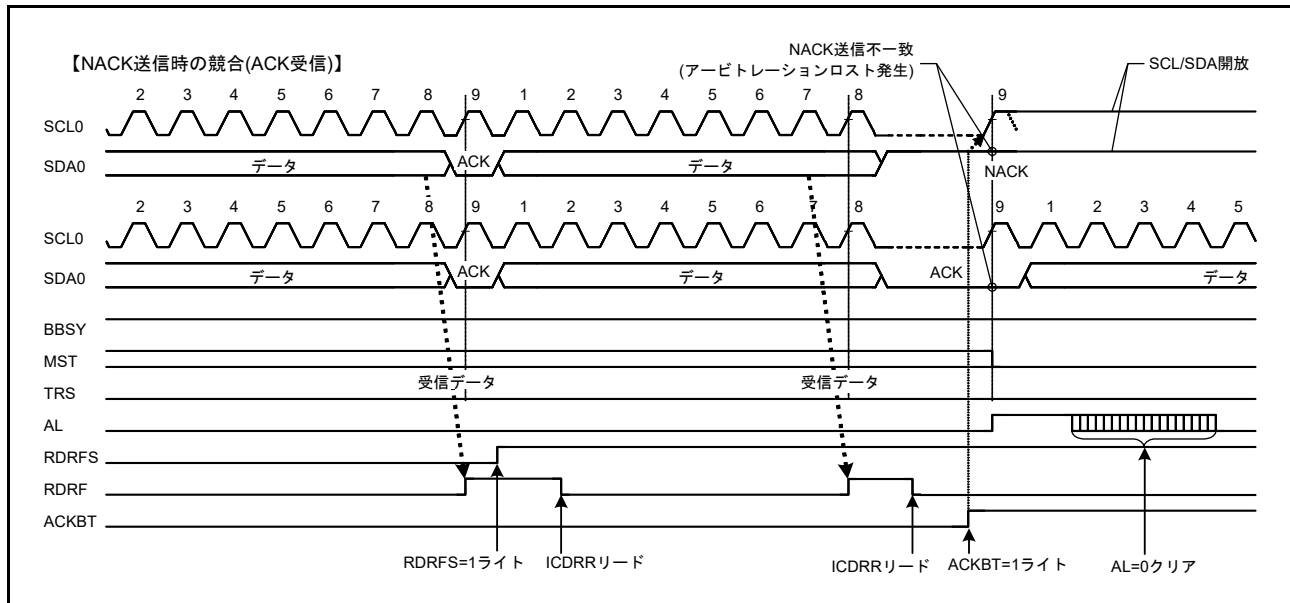 【NACK送信時の競合(ACK受信)】
NACK送信不一致
(アービトレーションロスト発生)
SCL/SDA開放
2 3 4 5 6 7 8 9 1 2 3 4 5 6 7 8 9
SCL0
SDA0 データ ACK データ NACK
2 3 4 5 6 7 8 9 1 2 3 4 5 6 7 8 9 1 2 3 4 5
SCL0
SDA0 データ ACK データ ACK データ
BBSY
MST
受信データ 受信データ
TRS
AL
RDRFS
RDRF
ACKBT
RDRFS=1ライト ICDRRリード ICDRRリード ACKBT=1ライト AL=0クリア